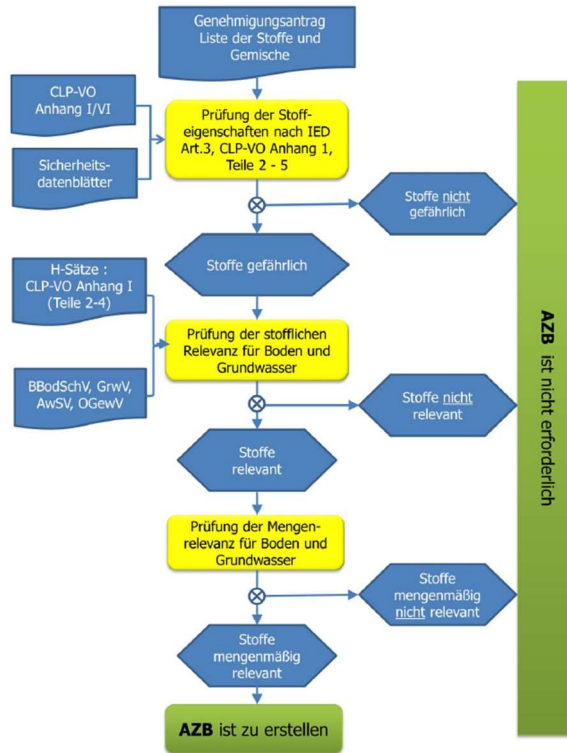 Genehmigungsantrag
Liste der Stoffe und
Gemische
CLP-VO
Anhang I/VI
Sicherheits-
datenblätter
Prüfung der Stoff-
eigenschaften nach IED
Art.3, CLP-VO Anhang 1,
Teile 2 - 5
Stoffe nicht
gefährlich
Stoffe gefährlich
H-Sätze :
CLP-VO Anhang I
(Teile 2-4)
BBodSchV, GrwV,
AwSV, OGewV
Prüfung der stofflichen
Relevanz für Boden und
Grundwasser
Stoffe nicht
relevant
Stoffe
relevant
Prüfung der Mengen-
relevanz für Boden und
Grundwasser
Stoffe
mengenmäßig
nicht relevant
Stoffe
mengenmäßig
relevant
AZB ist zu erstellen
AZB ist nicht erforderlich